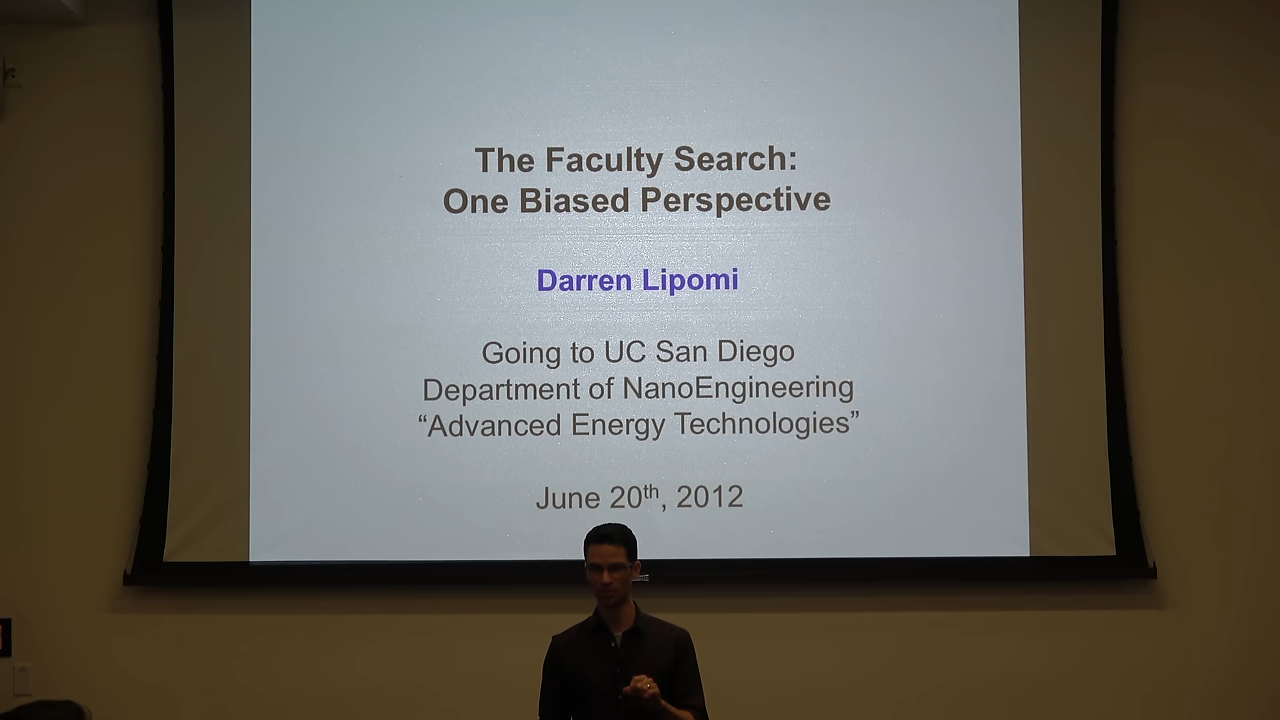 The Faculty Search:
One Biased Perspective
Darren Lipomi
Going to UC San Diego
Department of NanoEngineering
“Advanced Energy Technologies”
June 20th, 2012